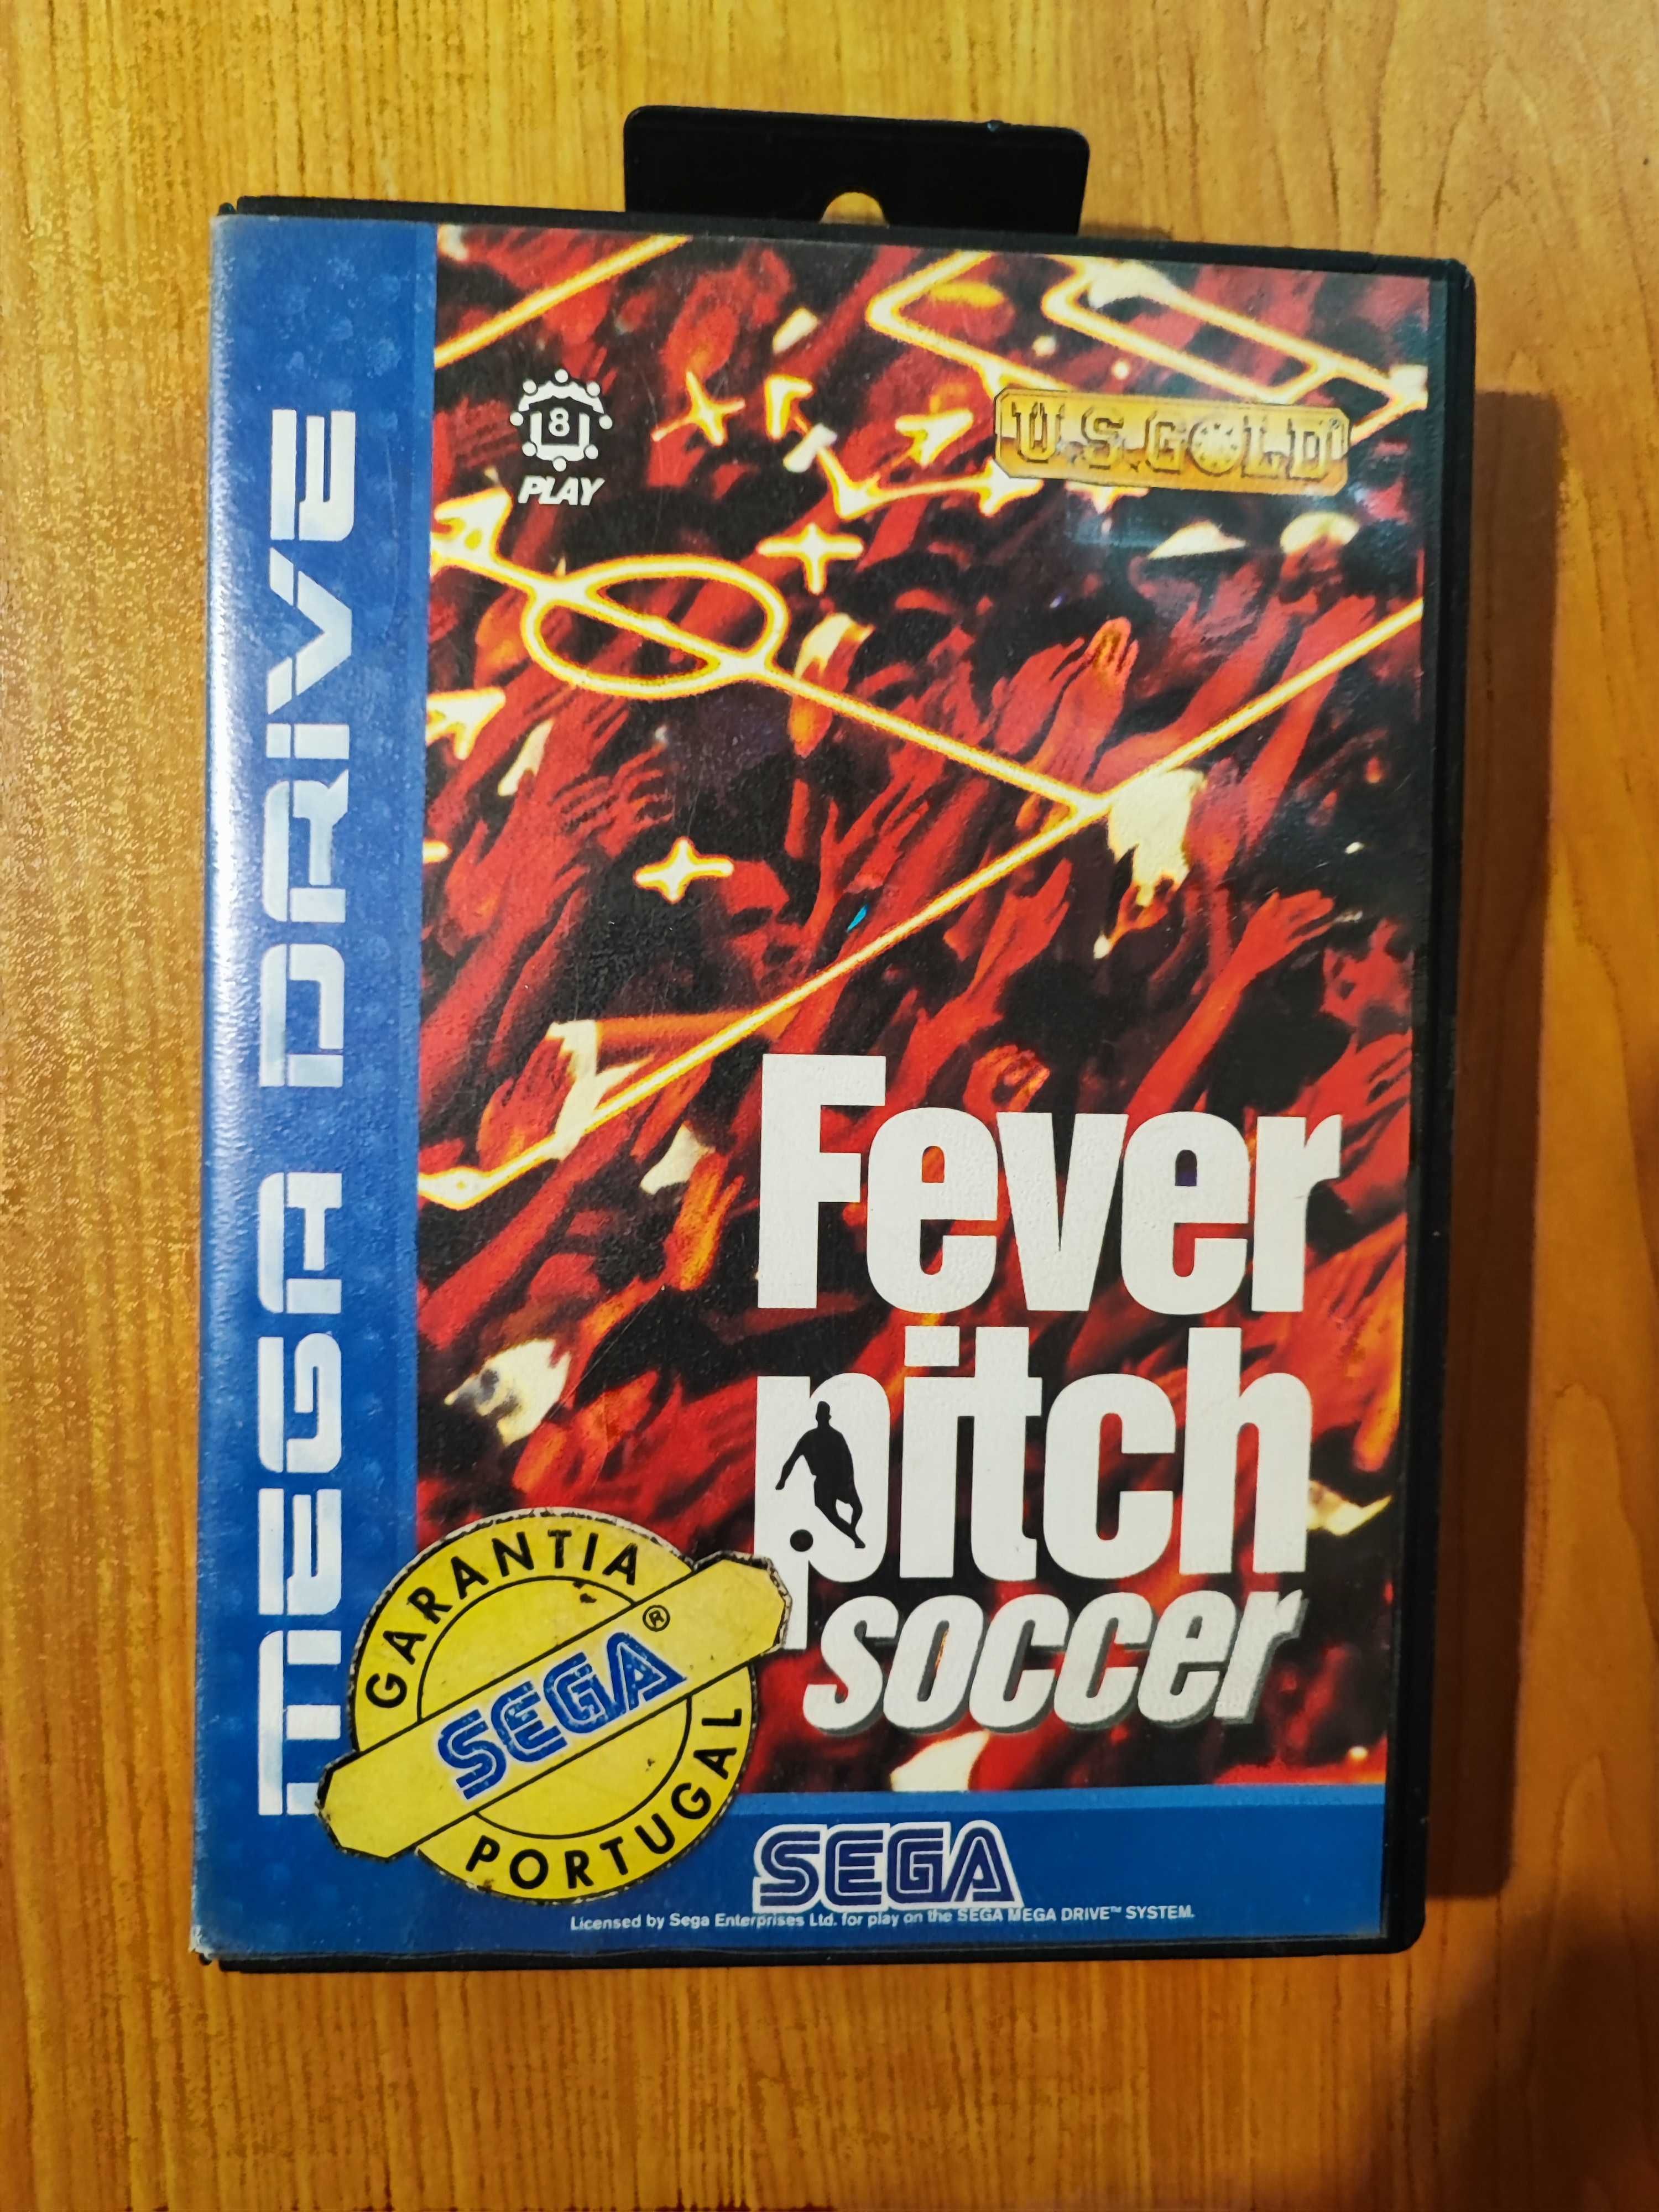 MEGA DRIVE
8
PLAY
U.S. GOLD
Fever
pitch
soccer
GARANTIA
SEGA ®
PORTUGAL
SEGA
Licensed by Sega Enterprises Ltd. for play on the SEGA MEGA DRIVE™ SYSTEM.